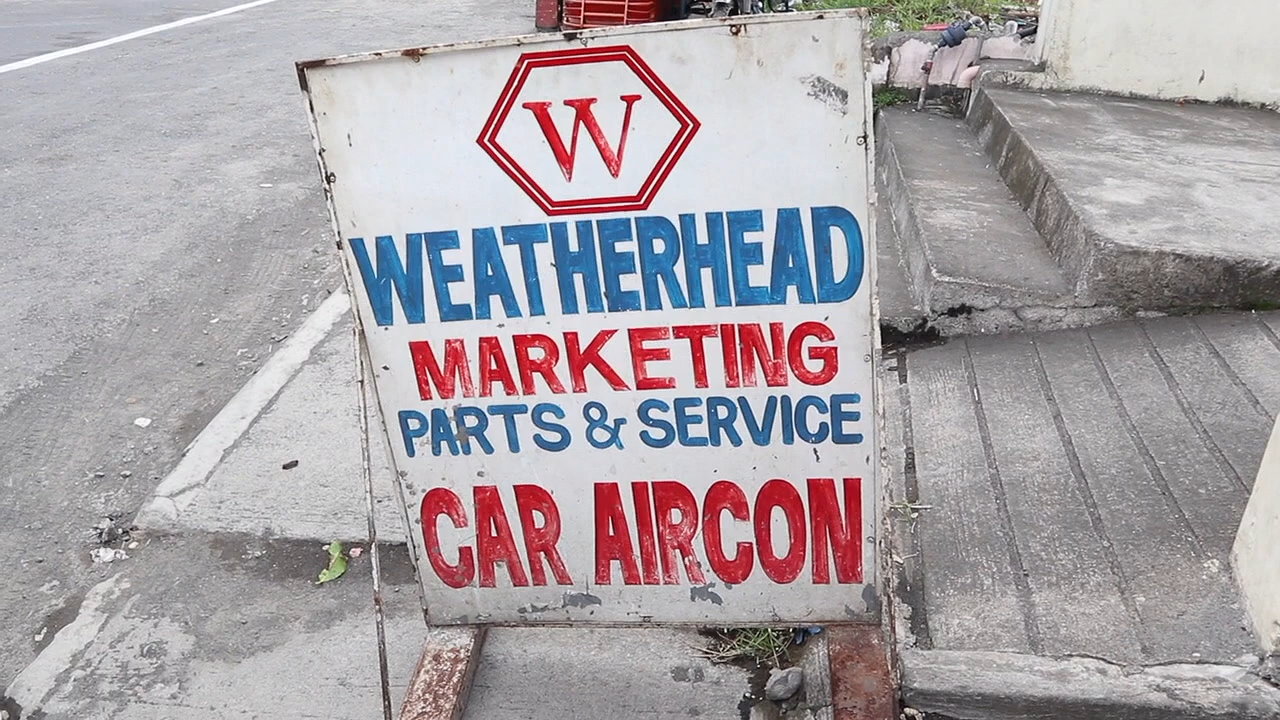 W
WEATHERHEAD
MARKETING
PARTS & SERVICE
CAR AIRCON